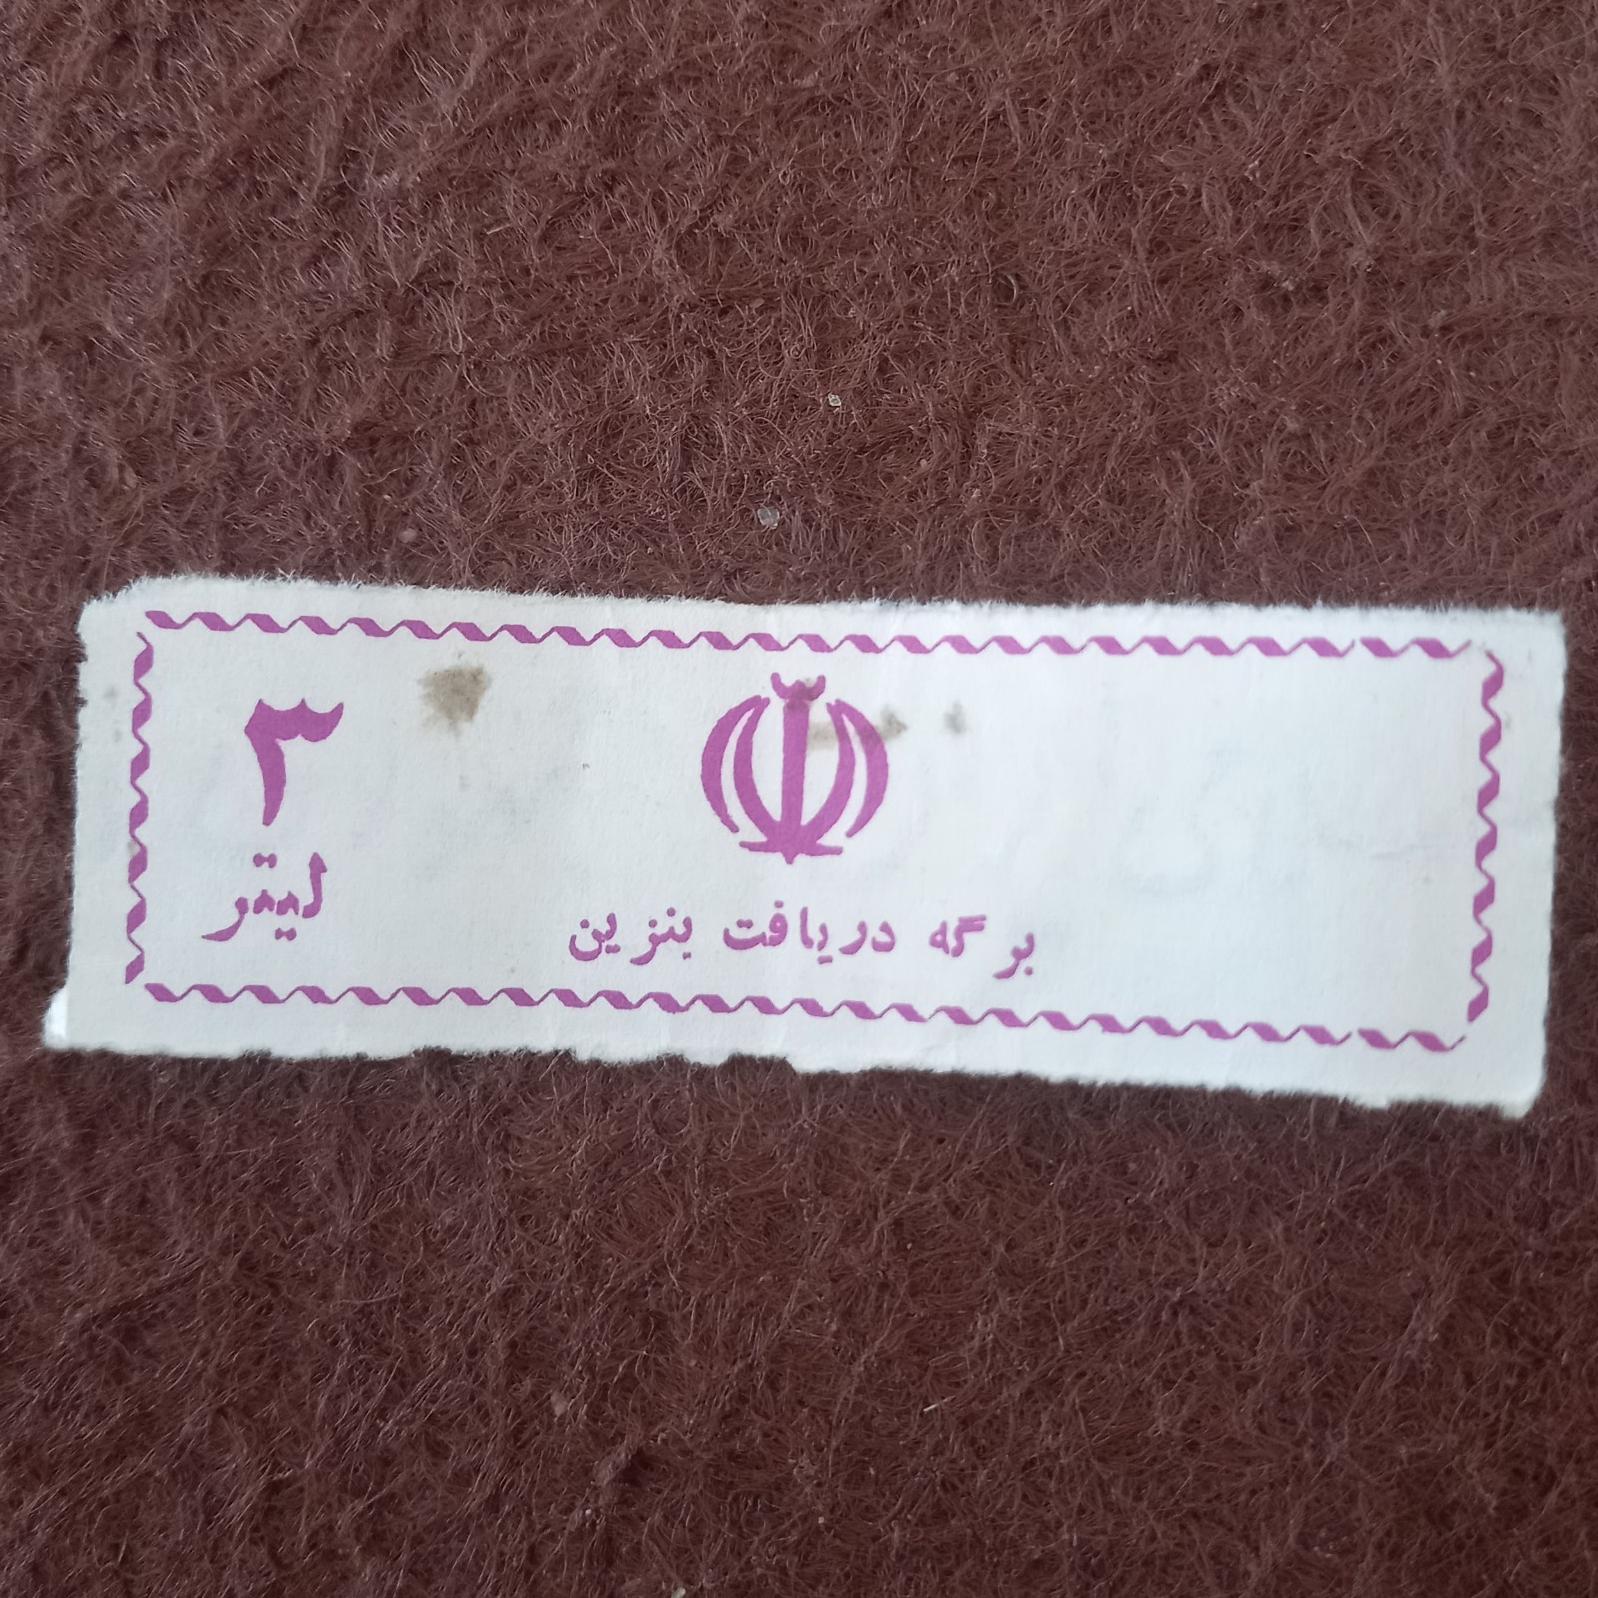 ۳
لیتر
برگه دریافت بنزین